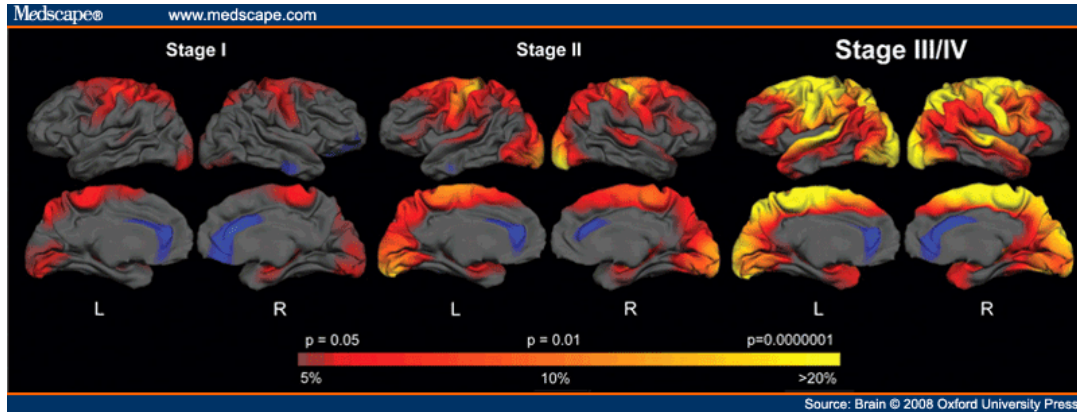 Medscape® www.medscape.com
Stage I Stage II Stage III/IV
L R L R L R
p = 0.05 p = 0.01 p=0.0000001
5% 10% >20%
Source: Brain © 2008 Oxford University Press